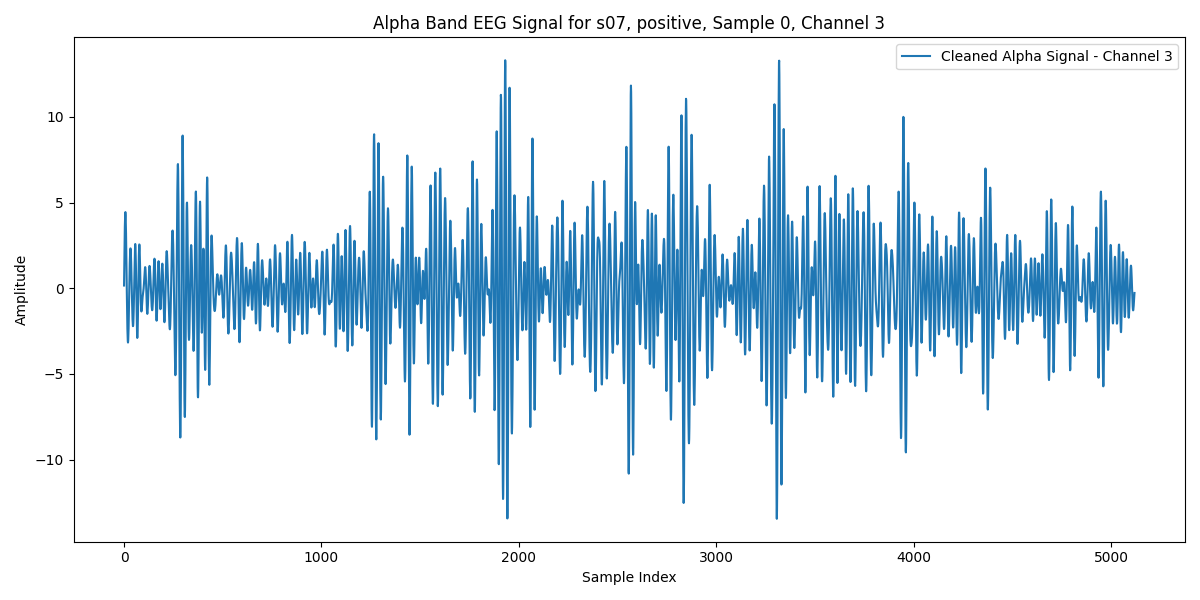 Alpha Band EEG Signal for s07, positive, Sample 0, Channel 3
Cleaned Alpha Signal - Channel 3
10
5
0
−5
−10
Amplitude
0 1000 2000 3000 4000 5000
Sample Index